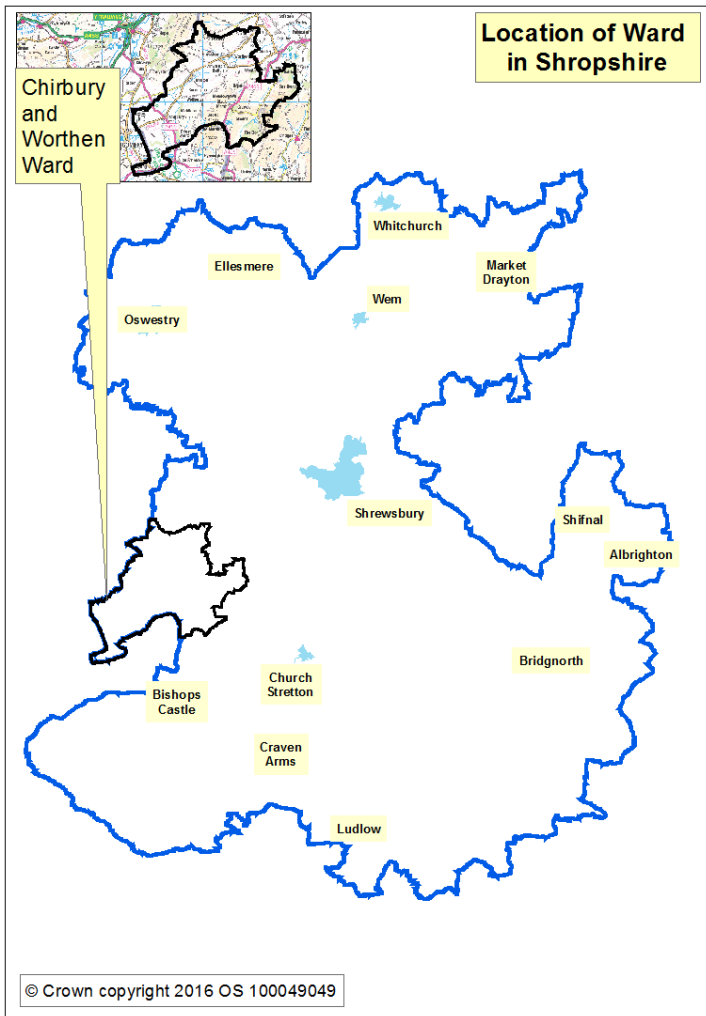 Location of Ward
in Shropshire
Chirbury
and
Worthen
Ward
Whitchurch
Ellesmere
Market
Drayton
Wem
Oswestry
Shrewsbury
Shifnal
Albrighton
Bridgnorth
Church
Stretton
Bishops
Castle
Craven
Arms
Ludlow
© Crown copyright 2016 OS 100049049